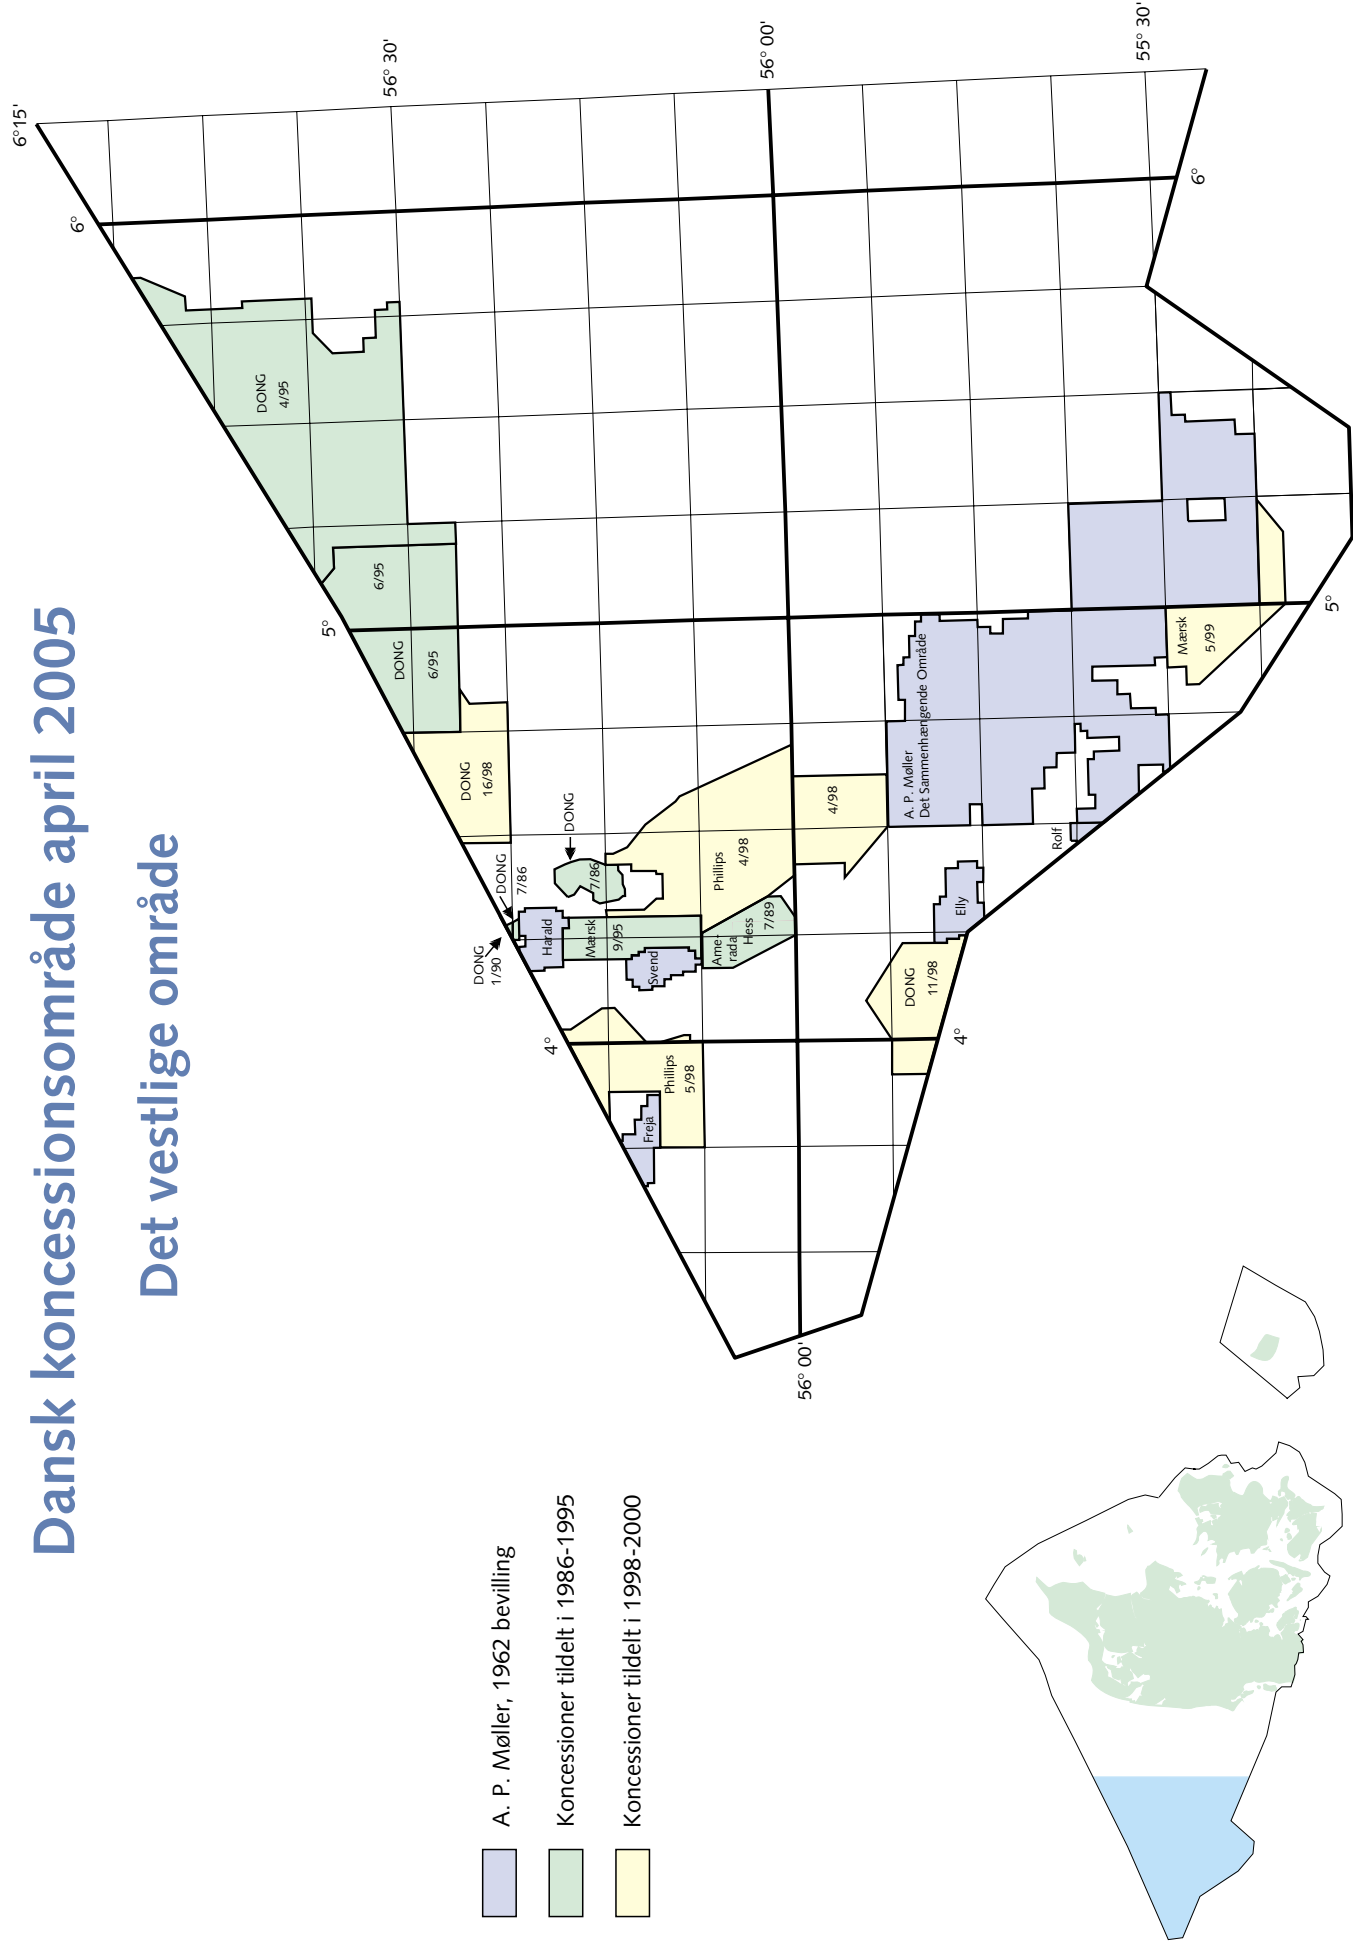 Dansk koncessionsområde april 2005
Det vestlige område
A. P. Møller, 1962 bevilling
Koncessioner tildelt i 1986-1995
Koncessioner tildelt i 1998-2000
6°15'
6°
5°
4°
56° 30'
56° 00'
55° 30'
6°
5°
4°
56° 00'
DONG
4/95
6/95
DONG
6/95
DONG
16/98
DONG
7/86
DONG
7/86
DONG
1/90
Harald
Mærsk
9/95
Svend
Ame-
rada
Hess
7/89
Phillips
4/98
4/98
Phillips
5/98
Freja
A. P. Møller
Det Sammenhængende Område
Rolf
Elly
DONG
11/98
Mærsk
5/99